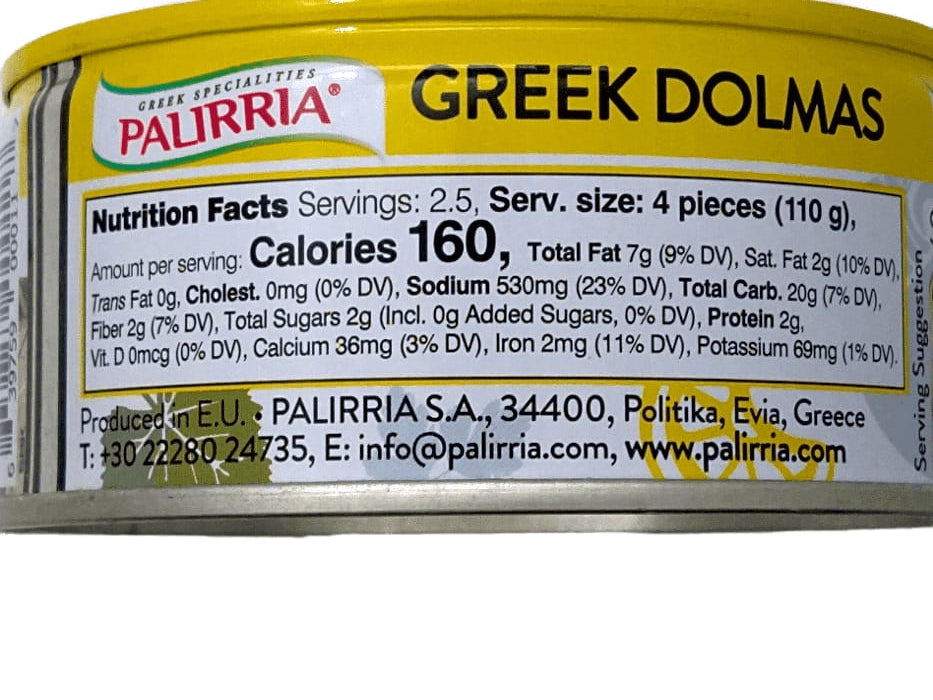 GREEK SPECIALITIES
PALIRRIA®
GREEK DOLMAS
Nutrition Facts Servings: 2.5, Serv. size: 4 pieces (110 g),
Amount per serving: Calories 160, Total Fat 7g (9% DV), Sat. Fat 2g (10% DV),
Trans Fat 0g, Cholest. 0mg (0% DV), Sodium 530mg (23% DV), Total Carb. 20g (7% DV),
Fiber 2g (7% DV), Total Sugars 2g (Incl. 0g Added Sugars, 0% DV), Protein 2g,
Vit. D 0mcg (0% DV), Calcium 36mg (3% DV), Iron 2mg (11% DV), Potassium 69mg (1% DV).
Produced in E.U. • PALIRRIA S.A., 34400, Politika, Evia, Greece
T: +30 22280 24735, E: info@palirria.com, www.palirria.com
Serving Suggestion